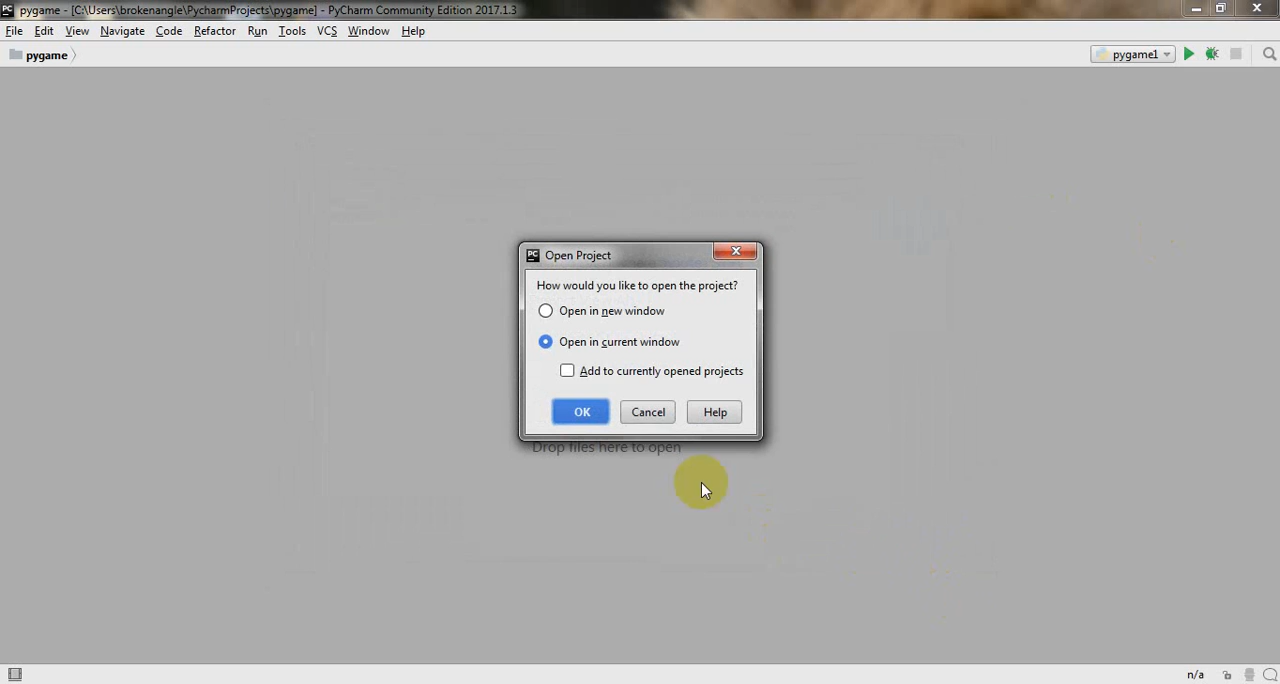 PC pygame - [C:\Users\brokenangle\PycharmProjects\pygame] - PyCharm Community Edition 2017.1.3
File Edit View Navigate Code Refactor Run Tools VCS Window Help
pygame
pygame1
PC Open Project
How would you like to open the project?
Open in new window
Open in current window
Add to currently opened projects
OK Cancel Help
Drop files here to open
n/a